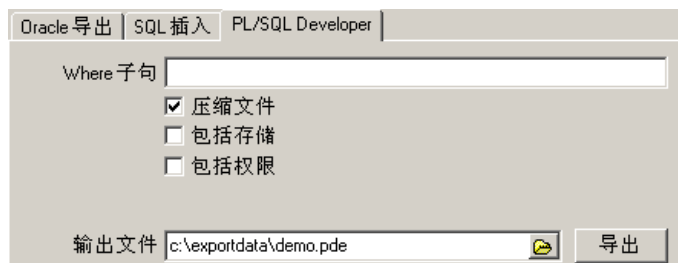 Oracle 导出 SQL 插入 PL/SQL Developer
Where 子句
压缩文件
包括存储
包括权限
输出文件 c:\exportdata\demo.pde 导出